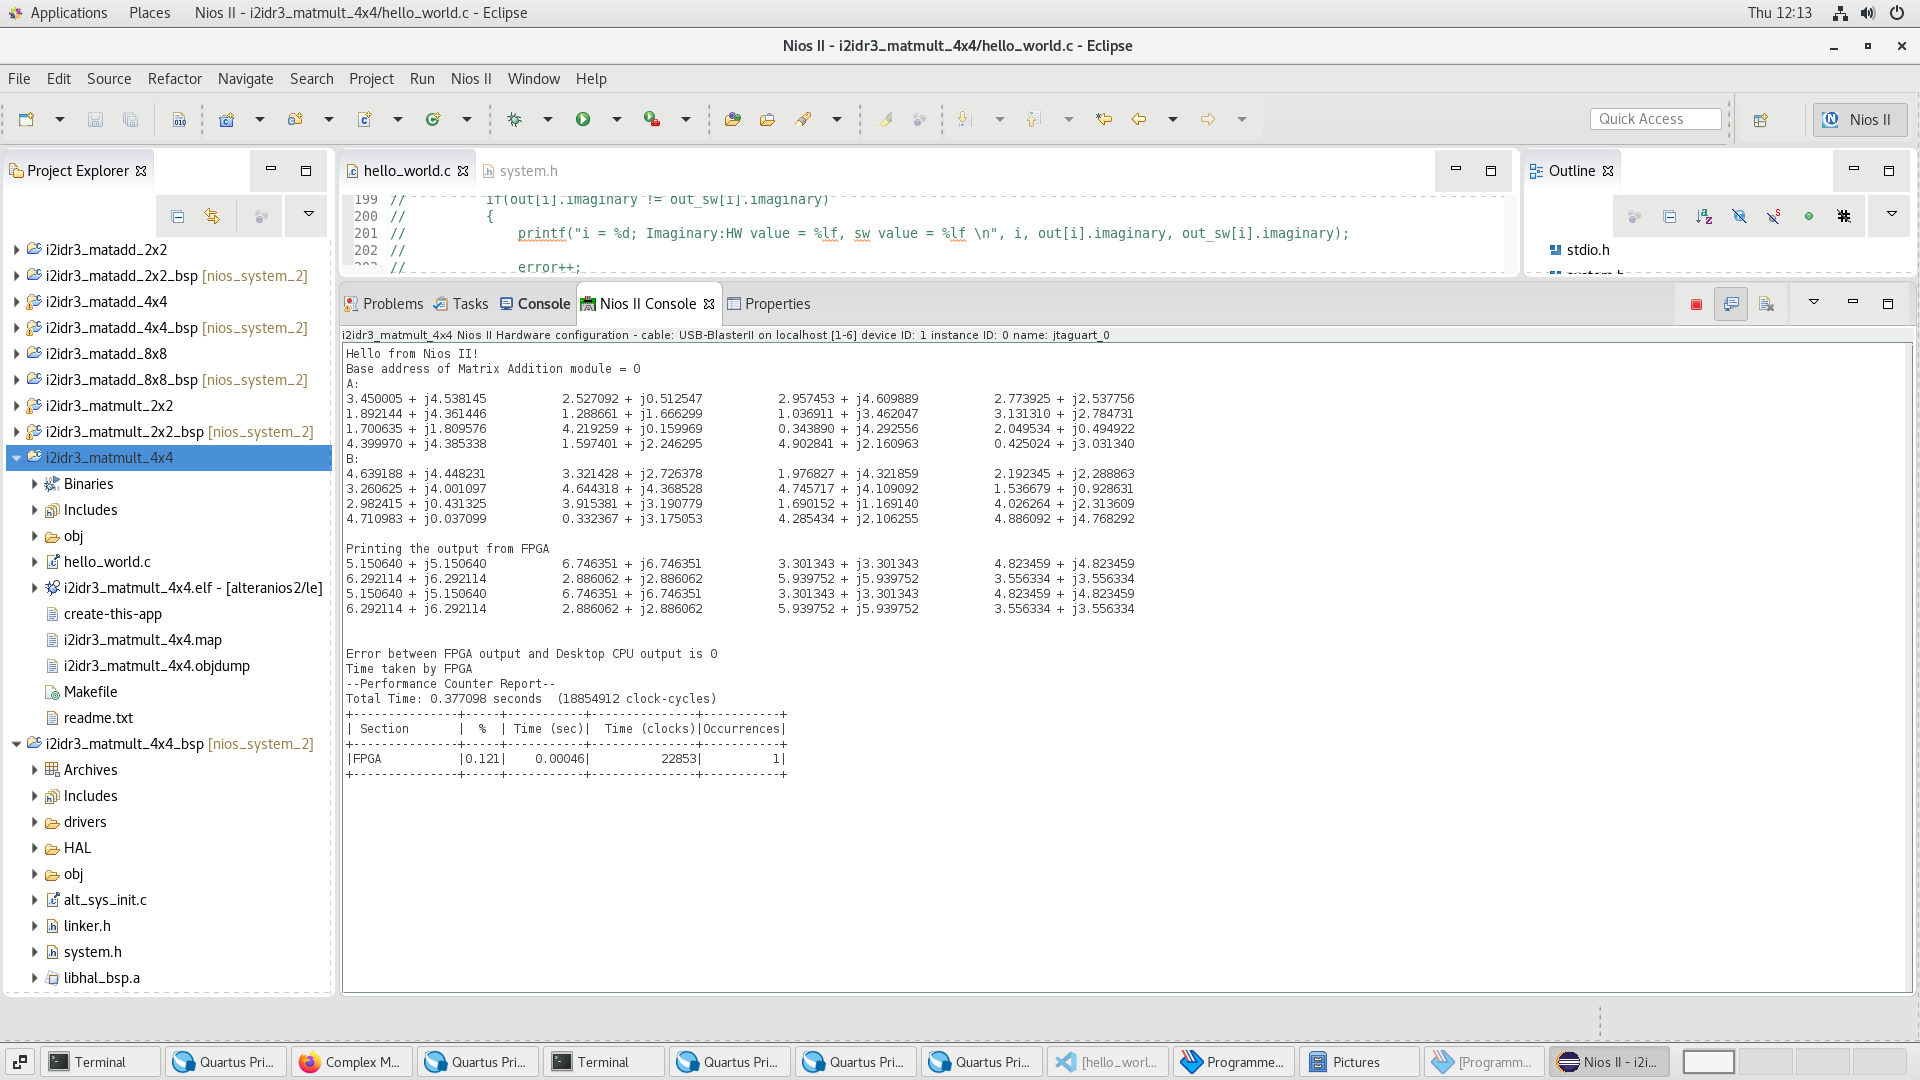 Applications Places Nios II - i2idr3_matmult_4x4/hello_world.c - Eclipse Thu 12:13
Nios II - i2idr3_matmult_4x4/hello_world.c - Eclipse
File Edit Source Refactor Navigate Search Project Run Nios II Window Help
Quick Access Nios II
Project Explorer
i2idr3_matadd_2x2
i2idr3_matadd_2x2_bsp [nios_system_2]
i2idr3_matadd_4x4
i2idr3_matadd_4x4_bsp [nios_system_2]
i2idr3_matadd_8x8
i2idr3_matadd_8x8_bsp [nios_system_2]
i2idr3_matmult_2x2
i2idr3_matmult_2x2_bsp [nios_system_2]
i2idr3_matmult_4x4
Binaries
Includes
obj
hello_world.c
i2idr3_matmult_4x4.elf - [alteranios2/le]
create-this-app
i2idr3_matmult_4x4.map
i2idr3_matmult_4x4.objdump
Makefile
readme.txt
i2idr3_matmult_4x4_bsp [nios_system_2]
Archives
Includes
drivers
HAL
obj
alt_sys_init.c
linker.h
system.h
libhal_bsp.a
hello_world.c system.h
199 // if(out[i].imaginary != out_sw[i].imaginary)
200 // {
201 // printf("i = %d; Imaginary:HW value = %lf, sw value = %lf \n", i, out[i].imaginary, out_sw[i].imaginary);
202 //
203 // error++;
Outline
stdio.h
system.h
Problems Tasks Console Nios II Console Properties
i2idr3_matmult_4x4 Nios II Hardware configuration - cable: USB-BlasterII on localhost [1-6] device ID: 1 instance ID: 0 name: jtaguart_0
Hello from Nios II!
Base address of Matrix Addition module = 0
A:
3.450005 + j4.538145 2.527092 + j0.512547 2.957453 + j4.609889 2.773925 + j2.537756
1.892144 + j4.361446 1.288661 + j1.666299 1.036911 + j3.462047 3.131310 + j2.784731
1.700635 + j1.809576 4.219259 + j0.159969 0.343890 + j4.292556 2.049534 + j0.494922
4.399970 + j4.385338 1.597401 + j2.246295 4.902841 + j2.160963 0.425024 + j3.031340
B:
4.639188 + j4.448231 3.321428 + j2.726378 1.976827 + j4.321859 2.192345 + j2.288863
3.260625 + j4.001097 4.644318 + j4.368528 4.745717 + j4.109092 1.536679 + j0.928631
2.982415 + j0.431325 3.915381 + j3.190779 1.690152 + j1.169140 4.026264 + j2.313609
4.710983 + j0.037099 0.332367 + j3.175053 4.285434 + j2.106255 4.886092 + j4.768292
Printing the output from FPGA
5.150640 + j5.150640 6.746351 + j6.746351 3.301343 + j3.301343 4.823459 + j4.823459
6.292114 + j6.292114 2.886062 + j2.886062 5.939752 + j5.939752 3.556334 + j3.556334
5.150640 + j5.150640 6.746351 + j6.746351 3.301343 + j3.301343 4.823459 + j4.823459
6.292114 + j6.292114 2.886062 + j2.886062 5.939752 + j5.939752 3.556334 + j3.556334
Error between FPGA output and Desktop CPU output is 0
Time taken by FPGA
--Performance Counter Report--
Total Time: 0.377098 seconds (18854912 clock-cycles)
+---------------+-----+-----------+---------------+-----------+
| Section | % | Time (sec)| Time (clocks)|Occurrences|
+---------------+-----+-----------+---------------+-----------+
|FPGA |0.121| 0.00046| 22853| 1|
+---------------+-----+-----------+---------------+-----------+
Terminal Quartus Pri... Complex M... Quartus Pri... Terminal Quartus Pri... Quartus Pri... Quartus Pri... [hello_worl... Programme... Pictures [Programm... Nios II - i2i...